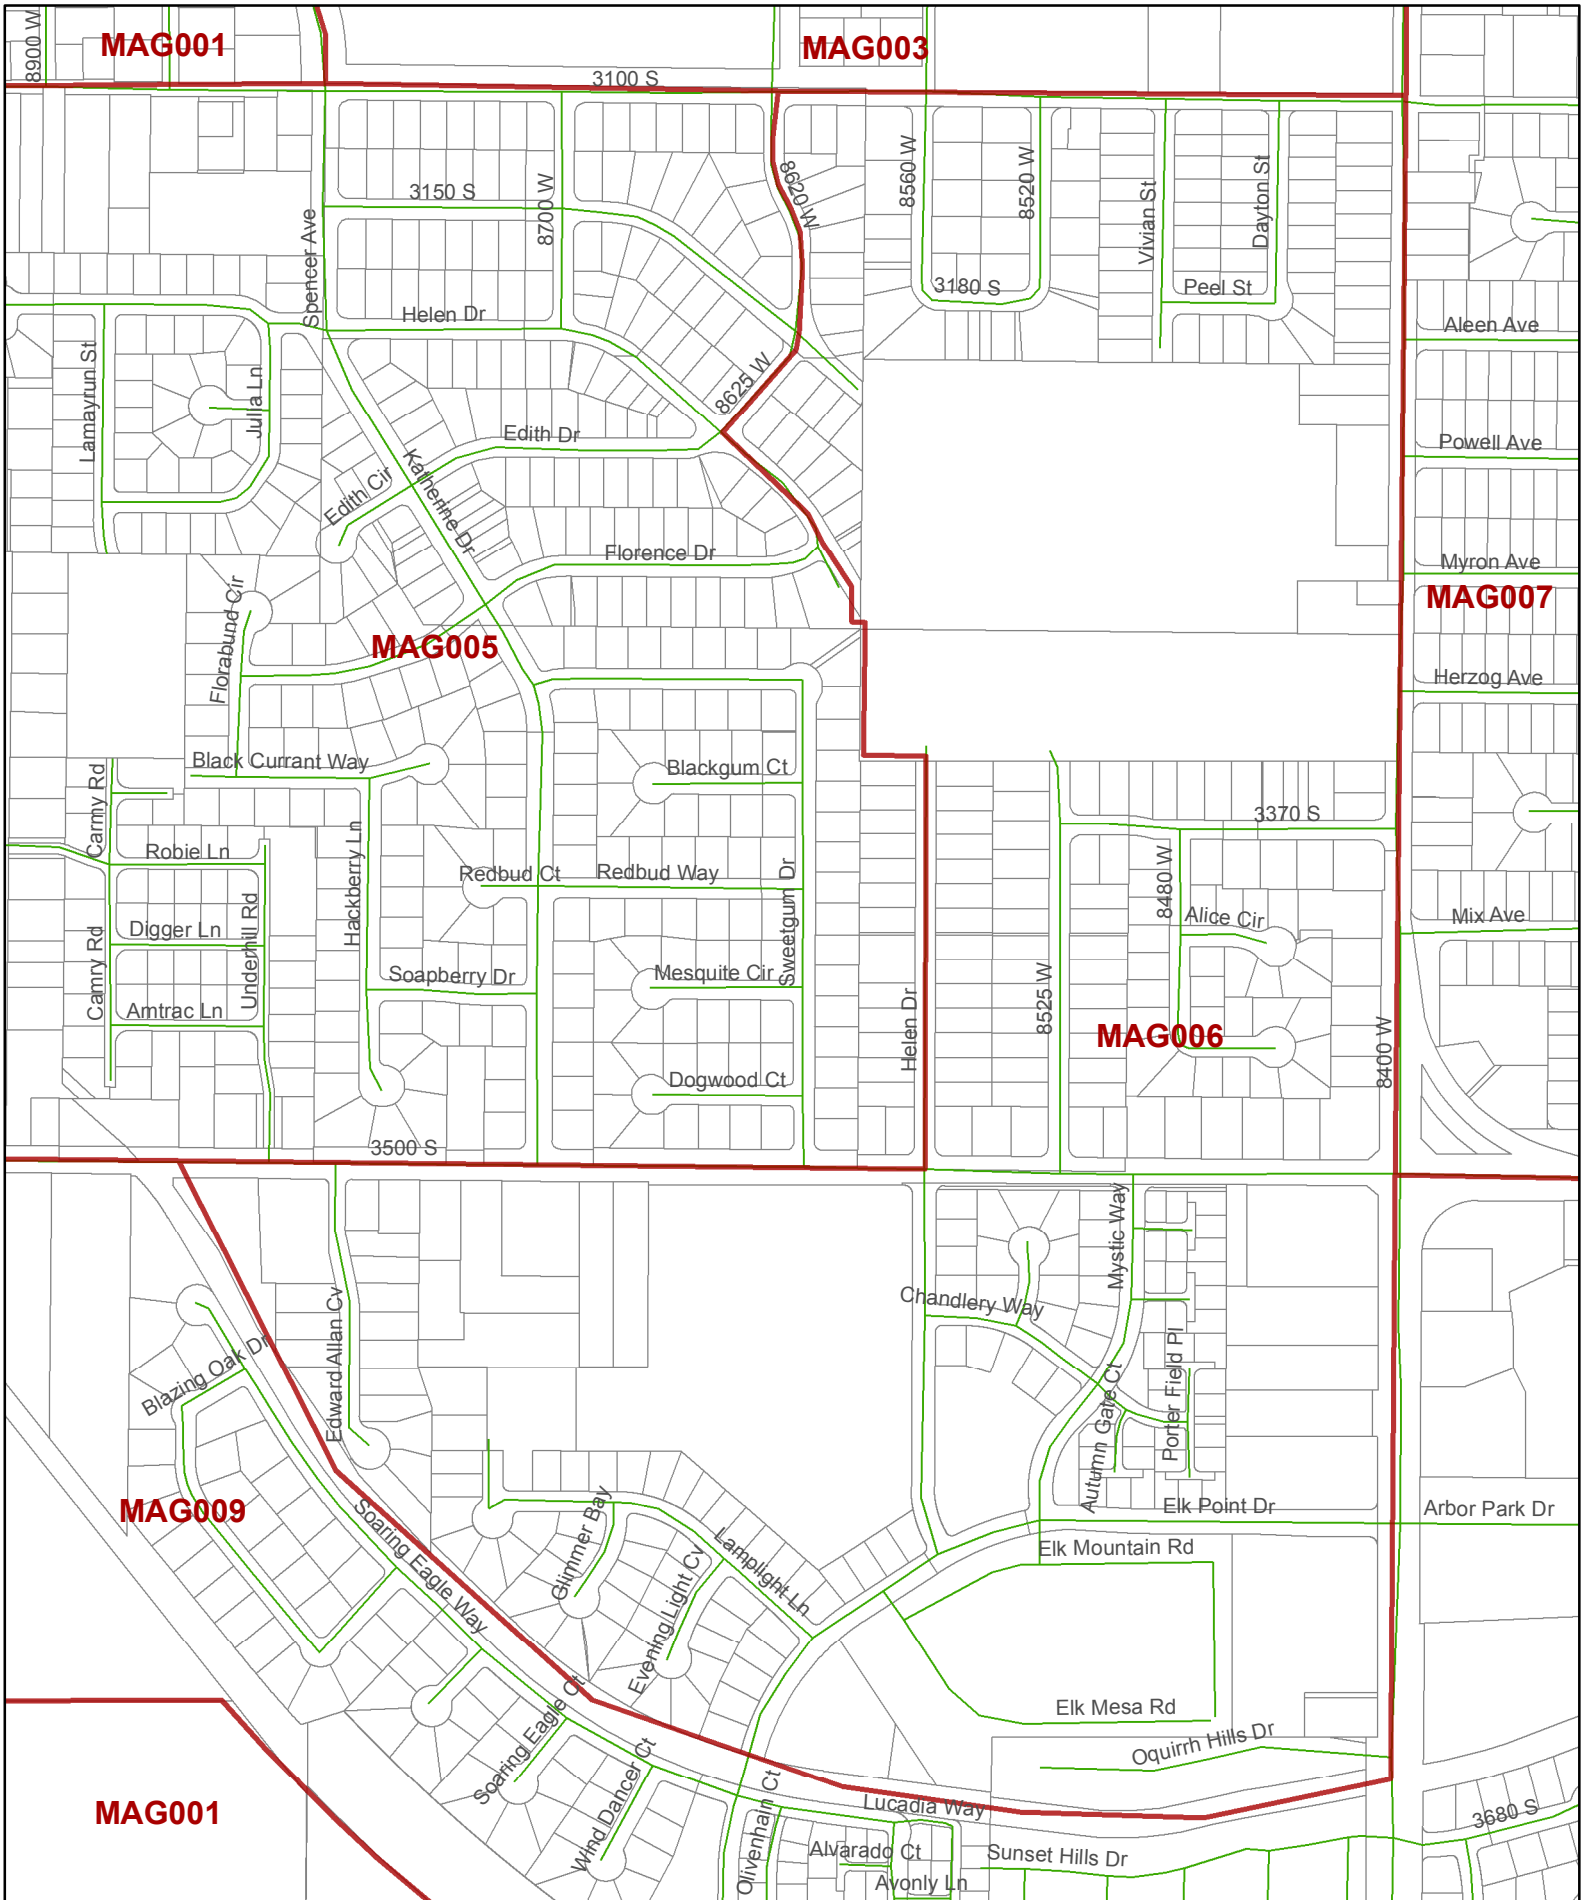 8900 W
MAG001
MAG003
3100 S
3150 S
8700 W
8620 W
8560 W
8520 W
Vivian St
Dayton St
Spencer Ave
3180 S
Peel St
Helen Dr
Aleen Ave
Lamayrun St
Julia Ln
8625 W
Edith Dr
Powell Ave
Edith Cir
Katherine Dr
Florence Dr
Myron Ave
Florabund Cir
MAG007
MAG005
Herzog Ave
Black Currant Way
Blackgum Ct
Carmy Rd
3370 S
Robie Ln
Hackberry Ln
Redbud Ct
Redbud Way
Sweetgum Dr
8480 W
Alice Cir
Mix Ave
Digger Ln
Underhill Rd
Camry Rd
Soapberry Dr
Mesquite Cir
Amtrac Ln
Helen Dr
8525 W
MAG006
8400 W
Dogwood Ct
3500 S
Mystic Way
Chandlery Way
Edward Allan Cv
Blazing Oak Dr
Autumn Gate Ct
Porter Field Pl
MAG009
Soaring Eagle Way
Glimmer Bay
Elk Point Dr
Arbor Park Dr
Elk Mountain Rd
Lamplight Ln
Evening Light Cv
Elk Mesa Rd
Oquirrh Hills Dr
Soaring Eagle Ct
Wind Dancer Ct
MAG001
Olivenhain Ct
Lucadia Way
3680 S
Alvarado Ct
Sunset Hills Dr
Avonly Ln